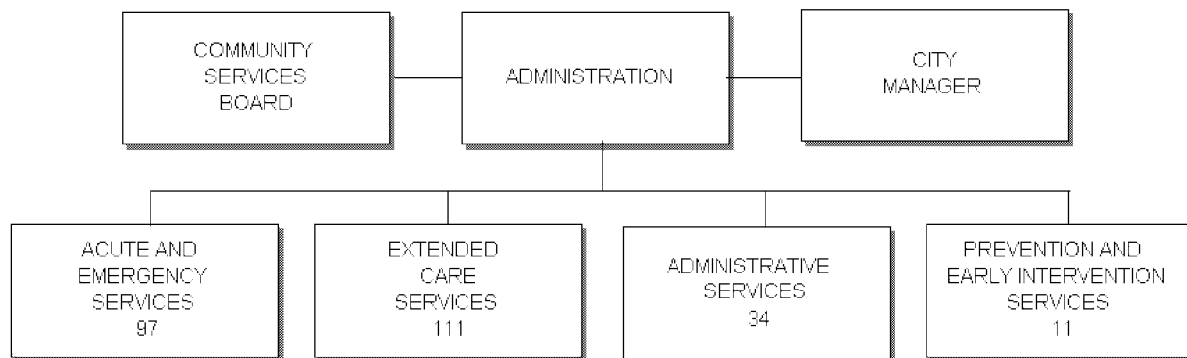 COMMUNITY
SERVICES
BOARD
ADMINISTRATION
CITY
MANAGER
ACUTE AND
EMERGENCY
SERVICES
97
EXTENDED
CARE
SERVICES
111
ADMINISTRATIVE
SERVICES
34
PREVENTION AND
EARLY INTERVENTION
SERVICES
11